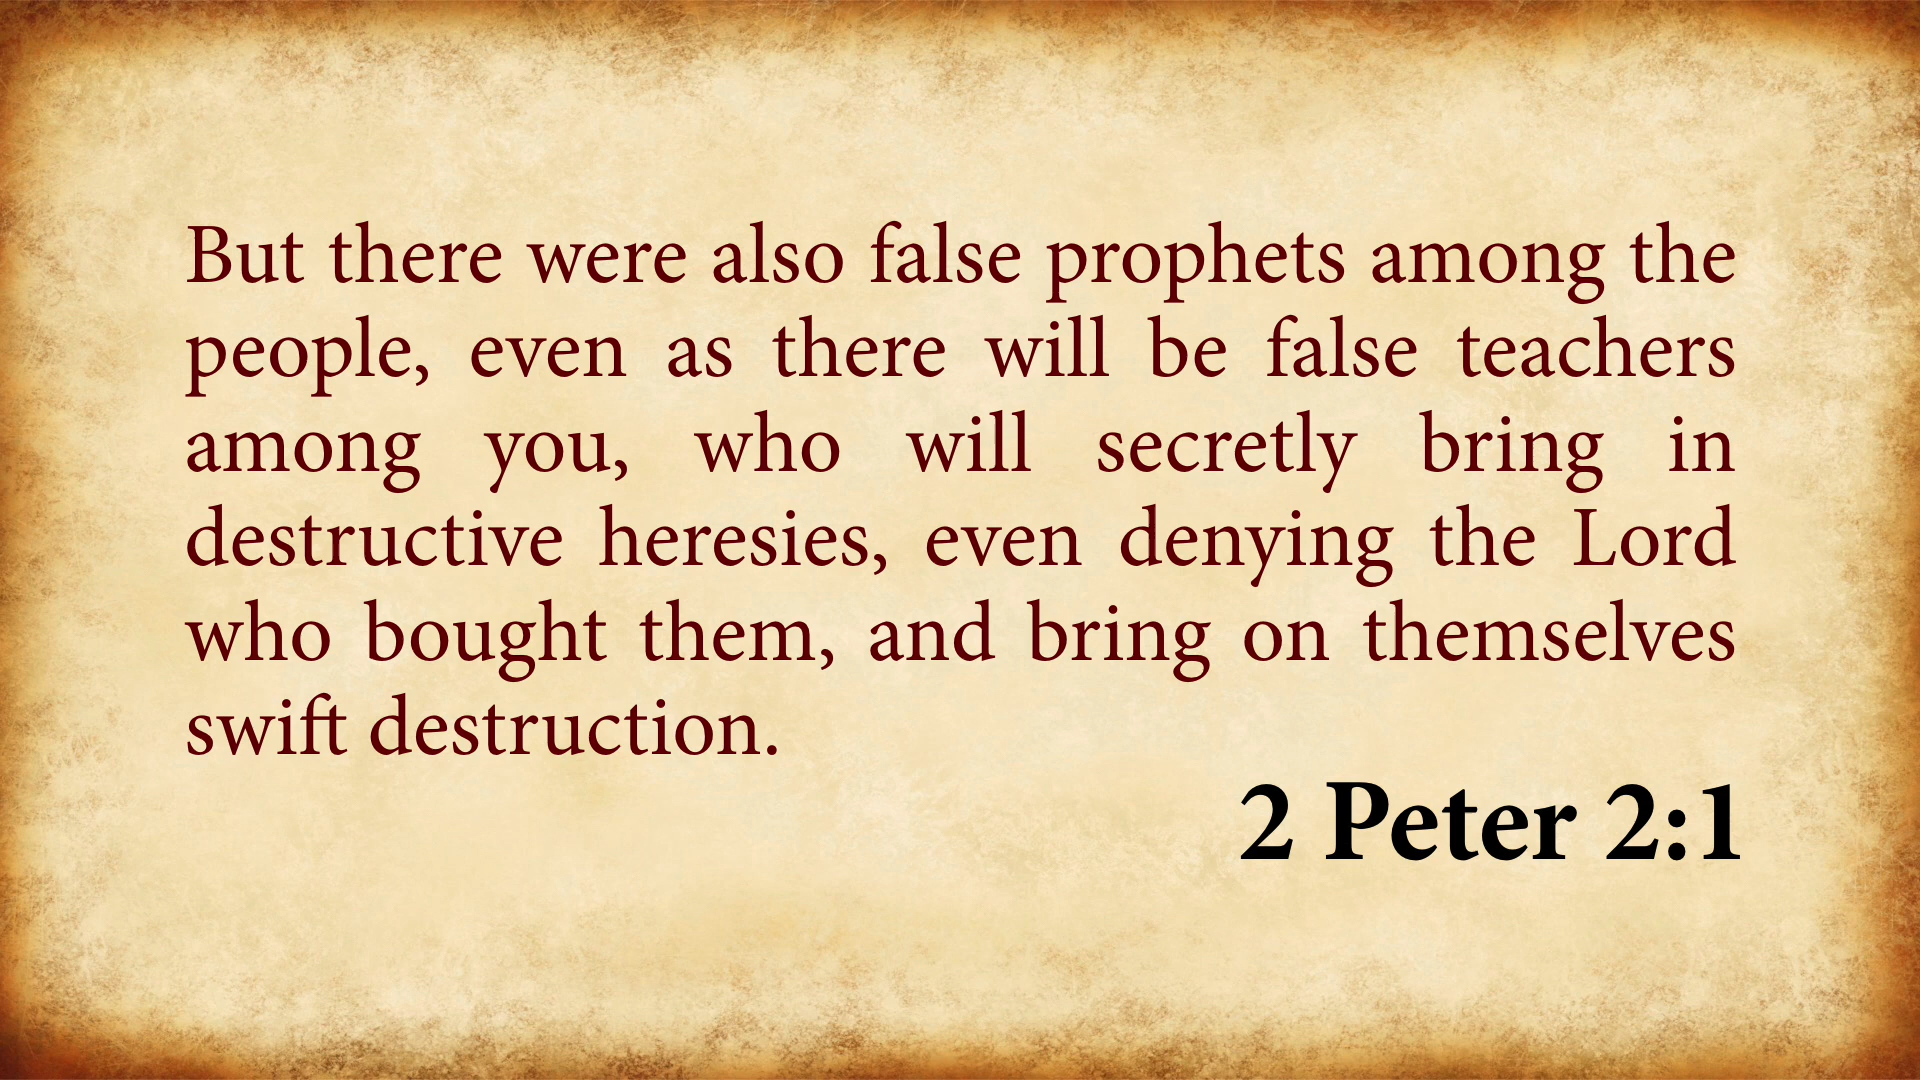 But there were also false prophets among the
people, even as there will be false teachers
among you, who will secretly bring in
destructive heresies, even denying the Lord
who bought them, and bring on themselves
swift destruction.
2 Peter 2:1